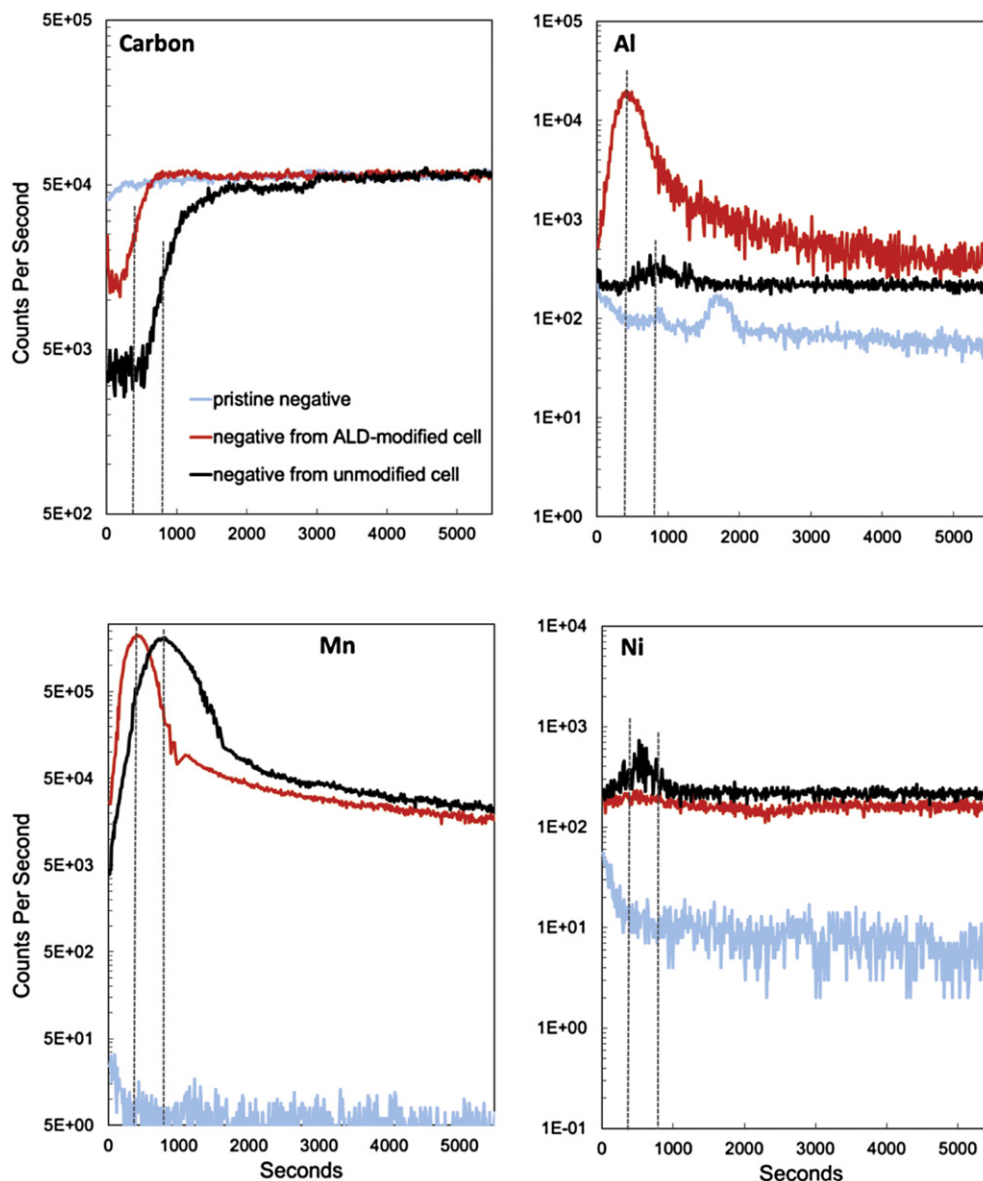 5E+05
Carbon
5E+04
5E+03
5E+02
Counts Per Second
pristine negative
negative from ALD-modified cell
negative from unmodified cell
0 1000 2000 3000 4000 5000
1E+05
Al
1E+04
1E+03
1E+02
1E+01
1E+00
0 1000 2000 3000 4000 5000
Mn
5E+05
5E+04
5E+03
5E+02
5E+01
5E+00
Counts Per Second
0 1000 2000 3000 4000 5000
Seconds
1E+04
Ni
1E+03
1E+02
1E+01
1E+00
1E-01
0 1000 2000 3000 4000 5000
Seconds